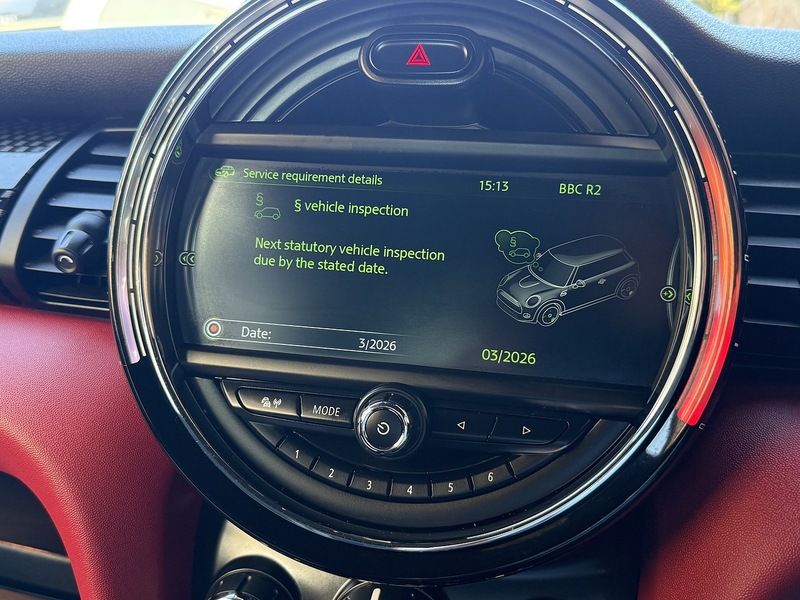 Service requirement details
15:13
BBC R2
§
§ vehicle inspection
Next statutory vehicle inspection
due by the stated date.
§
Date:
3/2026
03/2026
MODE
1
2
3
4
5
6